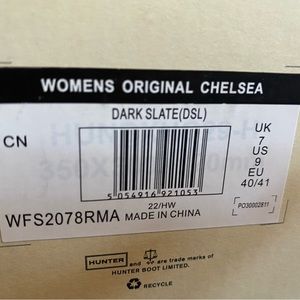 WOMENS ORIGINAL CHELSEA
DARK SLATE(DSL)
CN
UK
7
US
9
EU
40/41
5 054916 921053
22/HW
WFS2078RMA MADE IN CHINA
PO30002811
HUNTER and are trade marks of
HUNTER BOOT LIMITED.
RECYCLE